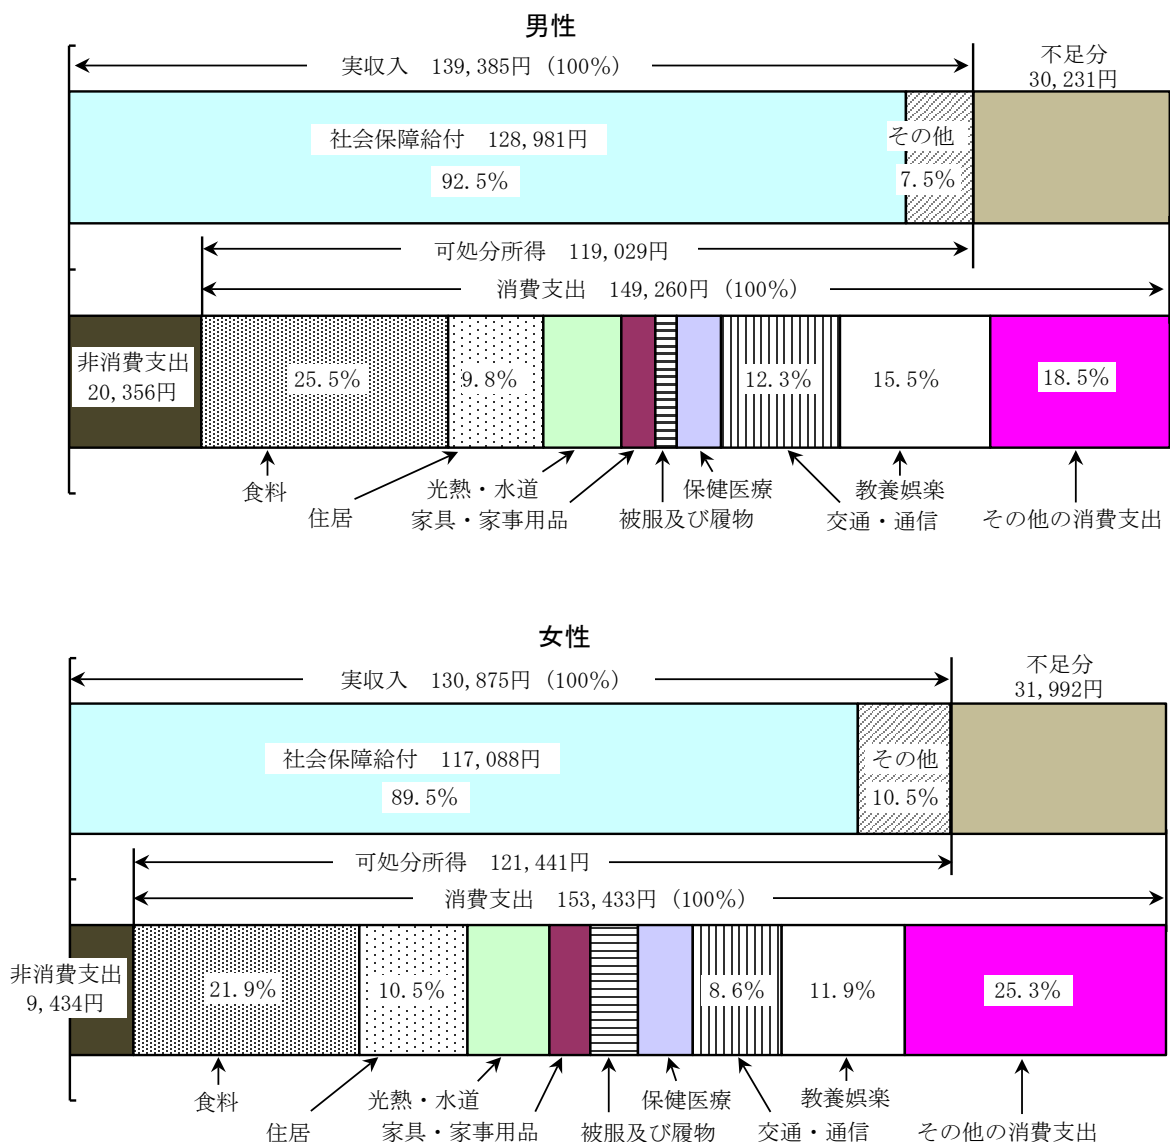 男性
実収入　139,385円（100％）
不足分
30,231円
社会保障給付　128,981円
92.5％
その他
7.5％
可処分所得　119,029円
消費支出　149,260円（100％）
非消費支出
20,356円
25.5％
9.8％
12.3％
15.5％
18.5％
食料
住居
光熱・水道
家具・家事用品
被服及び履物
保健医療
交通・通信
教養娯楽
その他の消費支出
女性
実収入　130,875円（100％）
不足分
31,992円
社会保障給付　117,088円
89.5％
その他
10.5％
可処分所得　121,441円
消費支出　153,433円（100％）
非消費支出
9,434円
21.9％
10.5％
8.6％
11.9％
25.3％
食料
住居
光熱・水道
家具・家事用品
被服及び履物
保健医療
交通・通信
教養娯楽
その他の消費支出